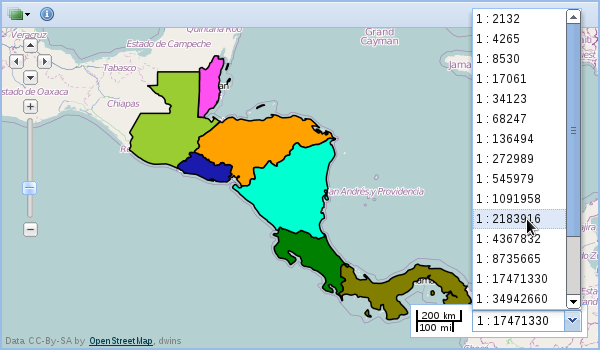 Quintana Roo
Estado de Campeche
Tabasco
Estado de Oaxaca
Chiapas
Grand
Cayman
Jama
an
San Andrés y Providencia
1 : 2132
1 : 4265
1 : 8530
1 : 17061
1 : 34123
1 : 68247
1 : 136494
1 : 272989
1 : 545979
1 : 1091958
1 : 2183916
1 : 4367832
1 : 8735665
1 : 17471330
1 : 34942660
200 km
100 mi
1 : 17471330
Data CC-By-SA by OpenStreetMap, dwins